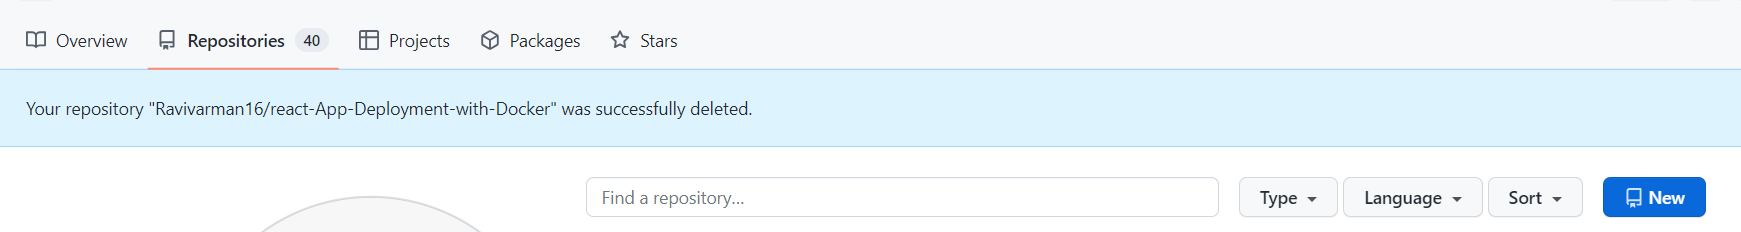 Overview Repositories 40 Projects Packages Stars
Your repository "Ravivarman16/react-App-Deployment-with-Docker" was successfully deleted.
Find a repository... Type Language Sort New